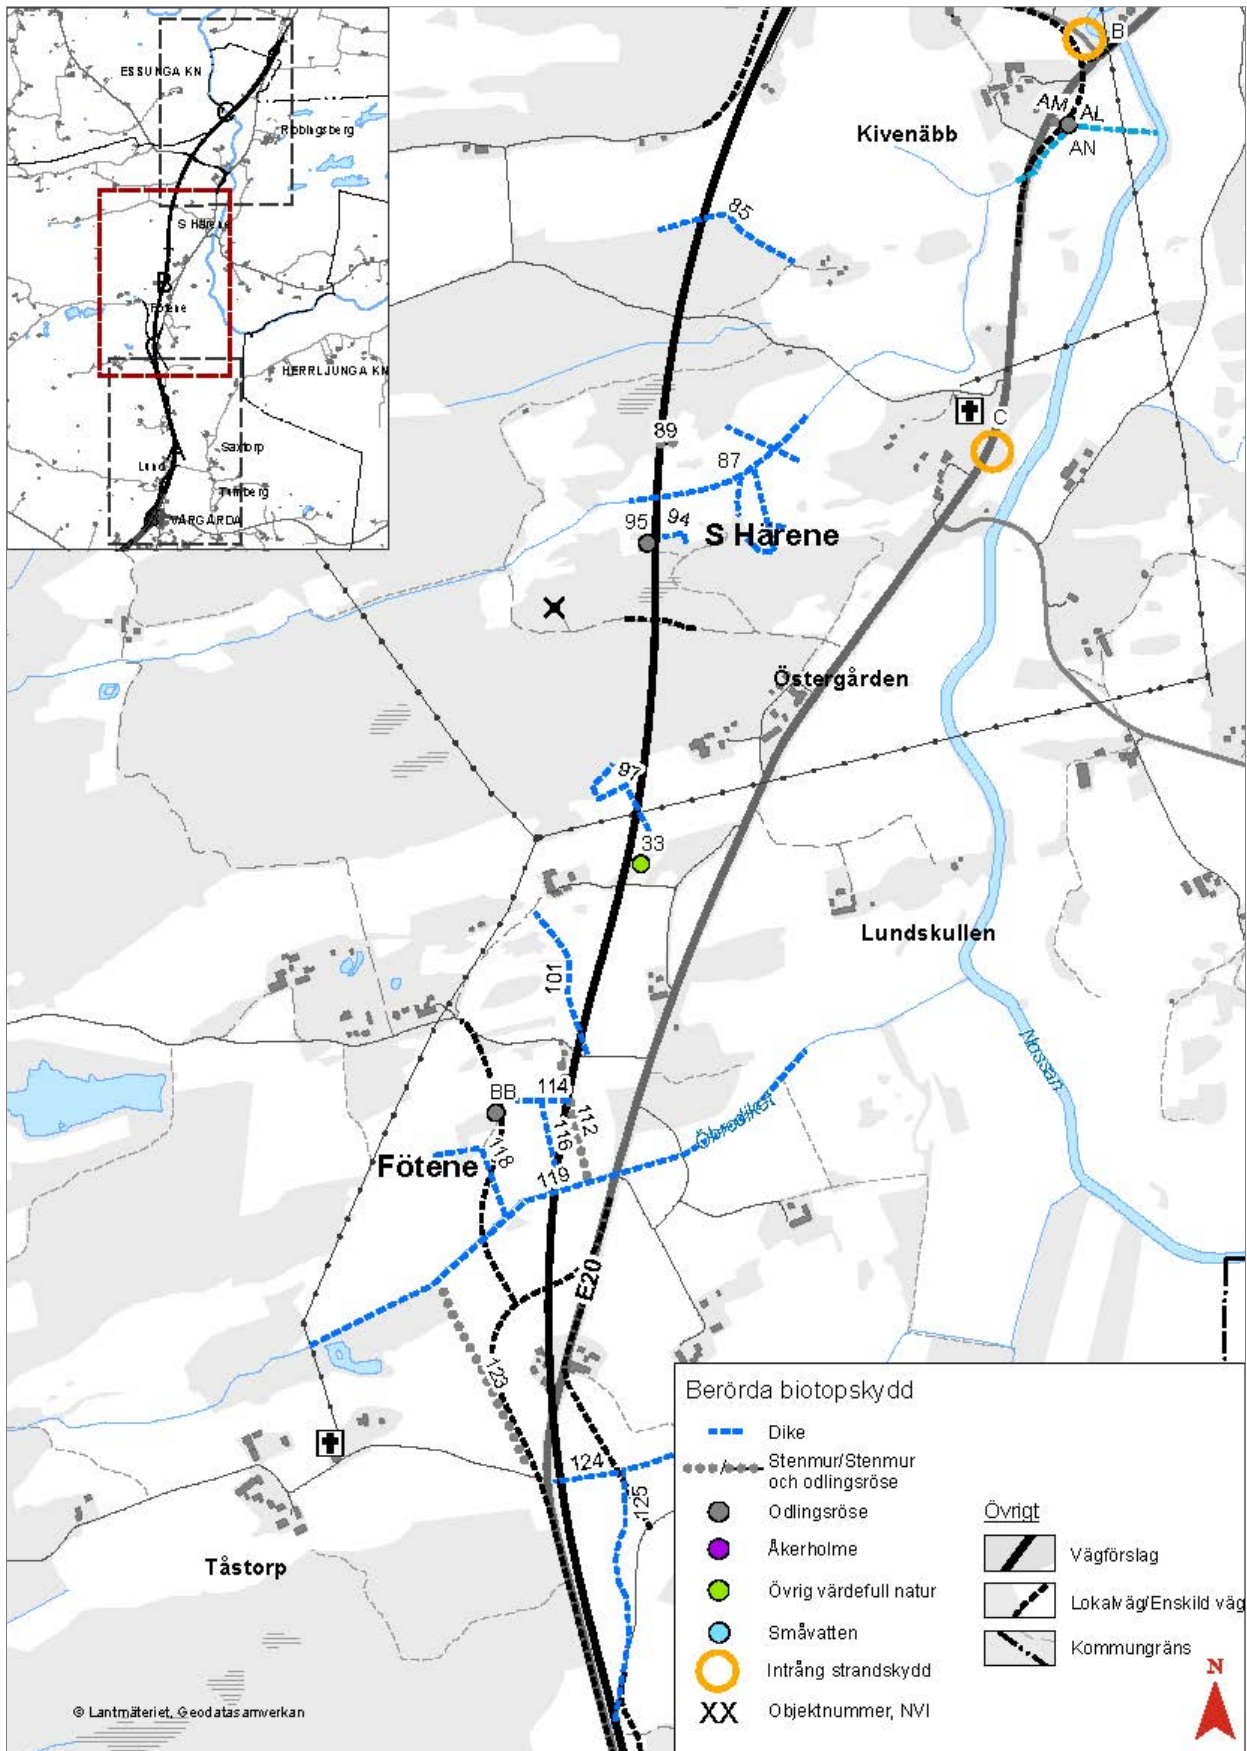 ESSUNGA KN
C
Ribbingsberg
S Härene
B
Fötene
HERRLJUNGA KN
A
Saxtorp
Lund
Timberg
VÅRGÅRDA
B
AM
AL
AN
Kivenäbb
85
C
89
87
95
94
S Härene
Östergården
97
33
Lundskullen
101
Nossan
BB
114
112
116
118
119
Öbrodiket
Fötene
E20
123
124
125
Tåstorp
Berörda biotopskydd
Dike
Stenmur/Stenmur
och odlingsröse
Odlingsröse
Åkerholme
Övrig värdefull natur
Småvatten
Intrång strandskydd
XX Objektnummer, NVI
Övrigt
Vägförslag
Lokalväg/Enskild väg
Kommungräns
N
© Lantmäteriet, Geodatasamverkan